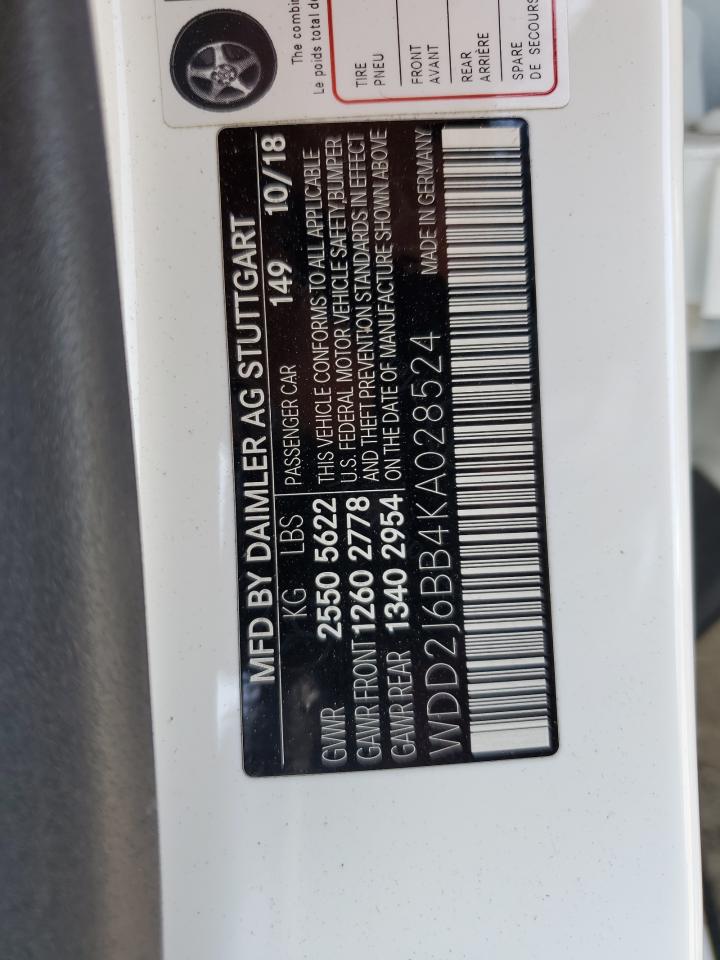 The combi
Le poids total de
TIRE
PNEU
FRONT
AVANT
REAR
ARRIÈRE
SPARE
DE SECOURS
MFD BY DAIMLER AG STUTTGART
KG LBS PASSENGER CAR 149 10/18
GVWR 2550 5622
GAWR FRONT 1260 2778
GAWR REAR 1340 2954
THIS VEHICLE CONFORMS TO ALL APPLICABLE
U.S. FEDERAL MOTOR VEHICLE SAFETY, BUMPER
AND THEFT PREVENTION STANDARDS IN EFFECT
ON THE DATE OF MANUFACTURE SHOWN ABOVE
WDD2J6BB4KA028524 MADE IN GERMANY